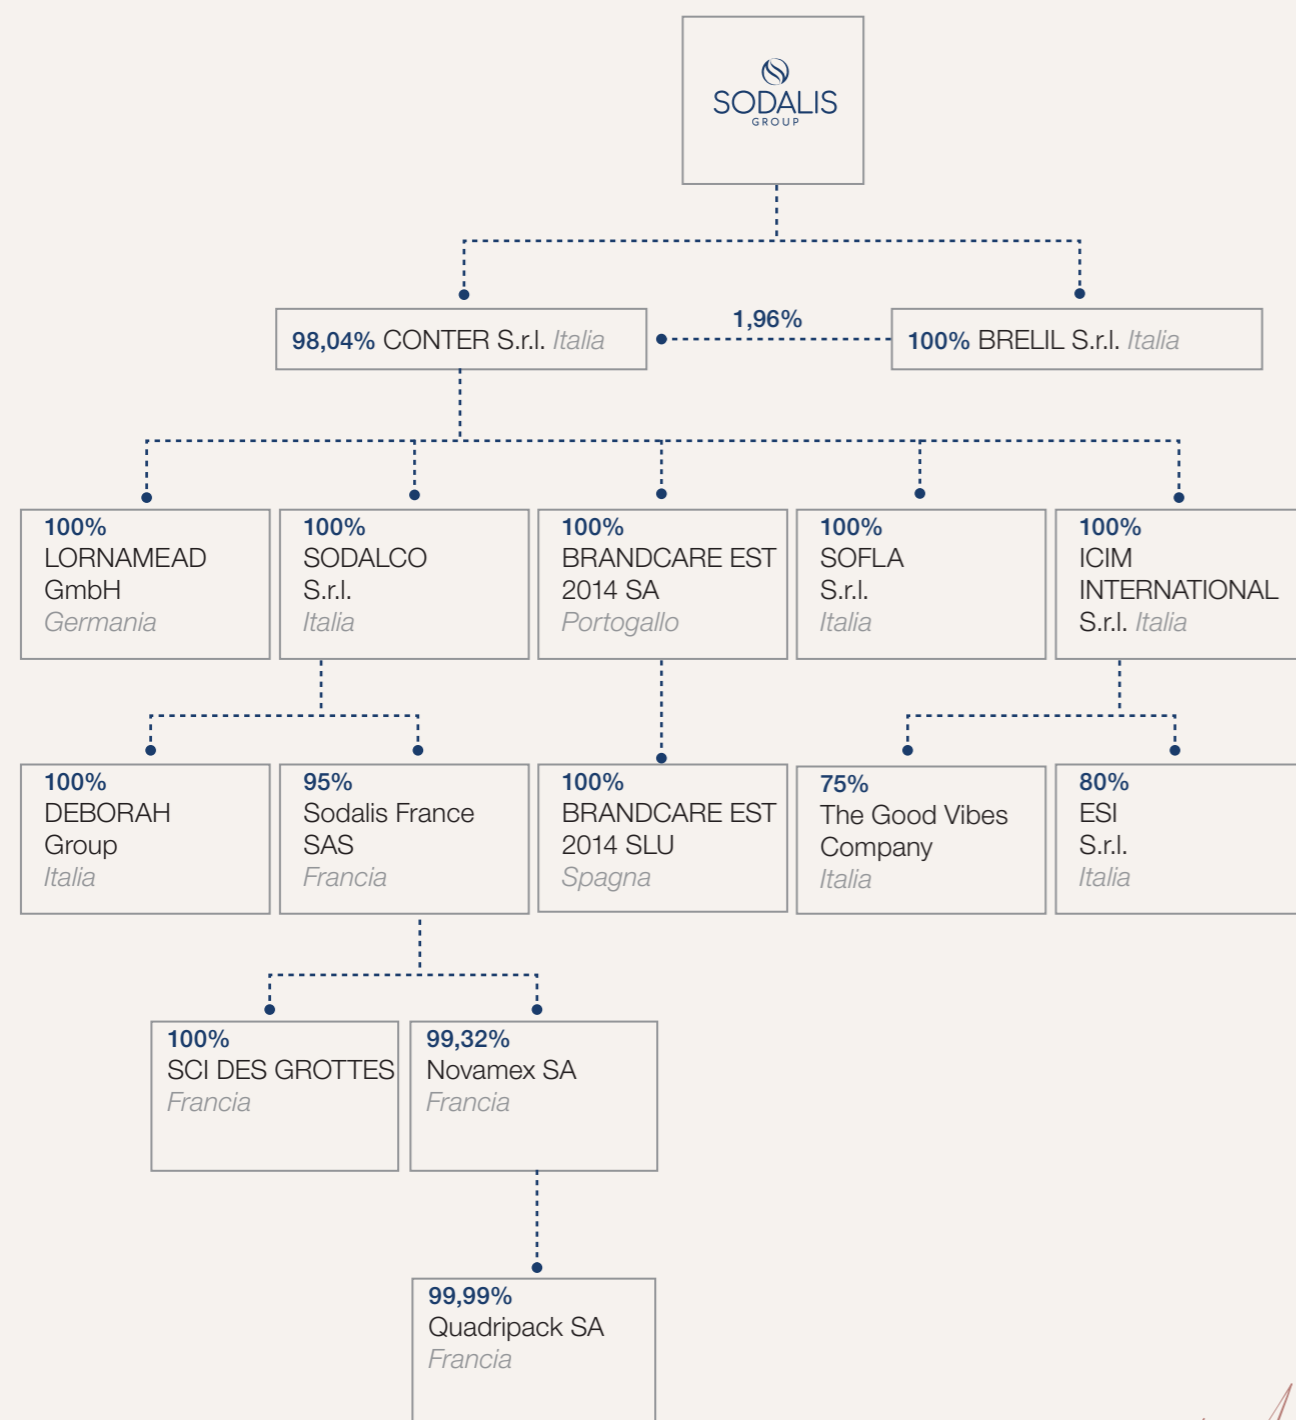 SODALIS
GROUP
98,04% CONTER S.r.l. Italia
1,96%
100% BRELIL S.r.l. Italia
100%
LORNAMEAD
GmbH
Germania
100%
SODALCO
S.r.l.
Italia
100%
BRANDCARE EST
2014 SA
Portogallo
100%
SOFLA
S.r.l.
Italia
100%
ICIM
INTERNATIONAL
S.r.l. Italia
100%
DEBORAH
Group
Italia
95%
Sodalis France
SAS
Francia
100%
BRANDCARE EST
2014 SLU
Spagna
75%
The Good Vibes
Company
Italia
80%
ESI
S.r.l.
Italia
100%
SCI DES GROTTES
Francia
99,32%
Novamex SA
Francia
99,99%
Quadripack SA
Francia